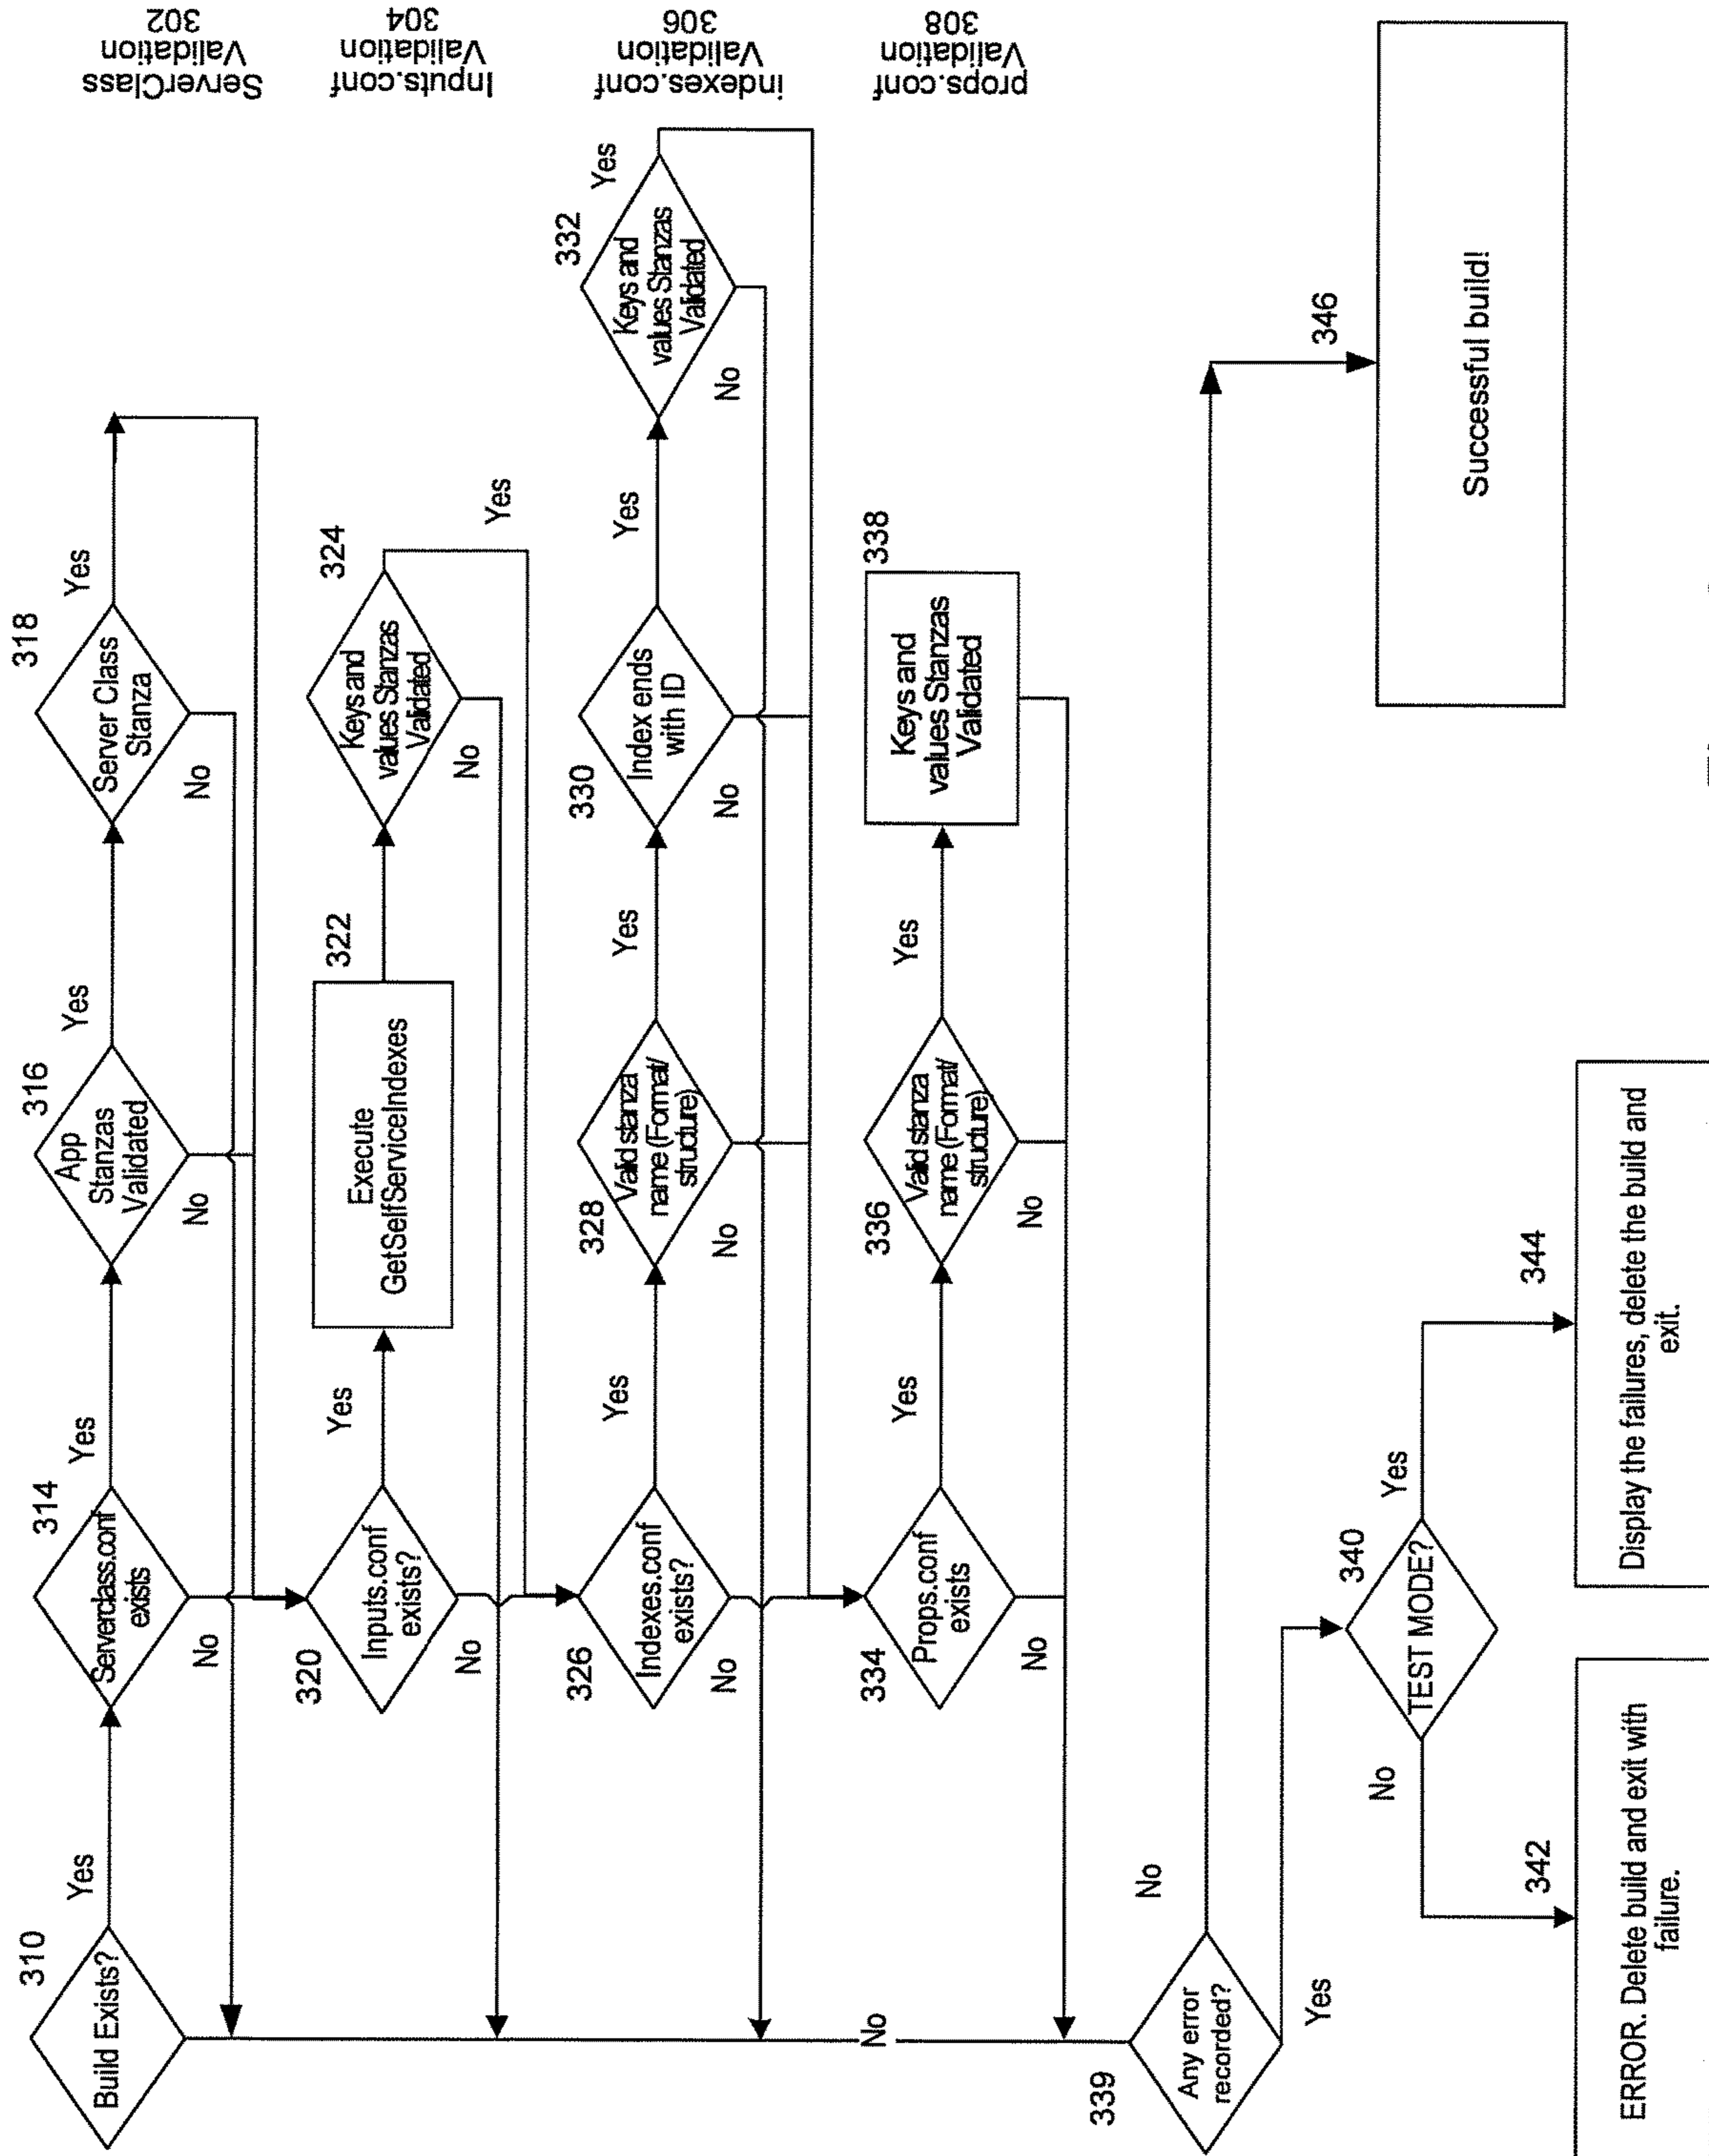 310
Build Exists?
Yes
314
Serverclass.conf
exists
Yes
No
316
App
Stanzas
Validated
Yes
No
318
Server Class
Stanza
Yes
No
ServerClass
Validation
302
320
Inputs.conf
exists?
Yes
No
322
Execute
GetSelfServiceIndexes
324
Keys and
values Stanzas
Validated
Yes
No
Inputs.conf
Validation
304
326
Indexes.conf
exists?
Yes
No
328
Valid stanza
name (Format/
structure)
Yes
No
330
Index ends
with ID
Yes
No
332
Keys and
values Stanzas
Validated
Yes
No
indexes.conf
Validation
306
334
Props.conf
exists
Yes
No
336
Valid stanza
name (Format/
structure)
Yes
No
338
Keys and
values Stanzas
Validated
props.conf
Validation
308
No
339
Any error
recorded?
No
Yes
340
TEST MODE?
No
Yes
342
ERROR. Delete build and exit with
failure.
344
Display the failures, delete the build and
exit.
346
Successful build!